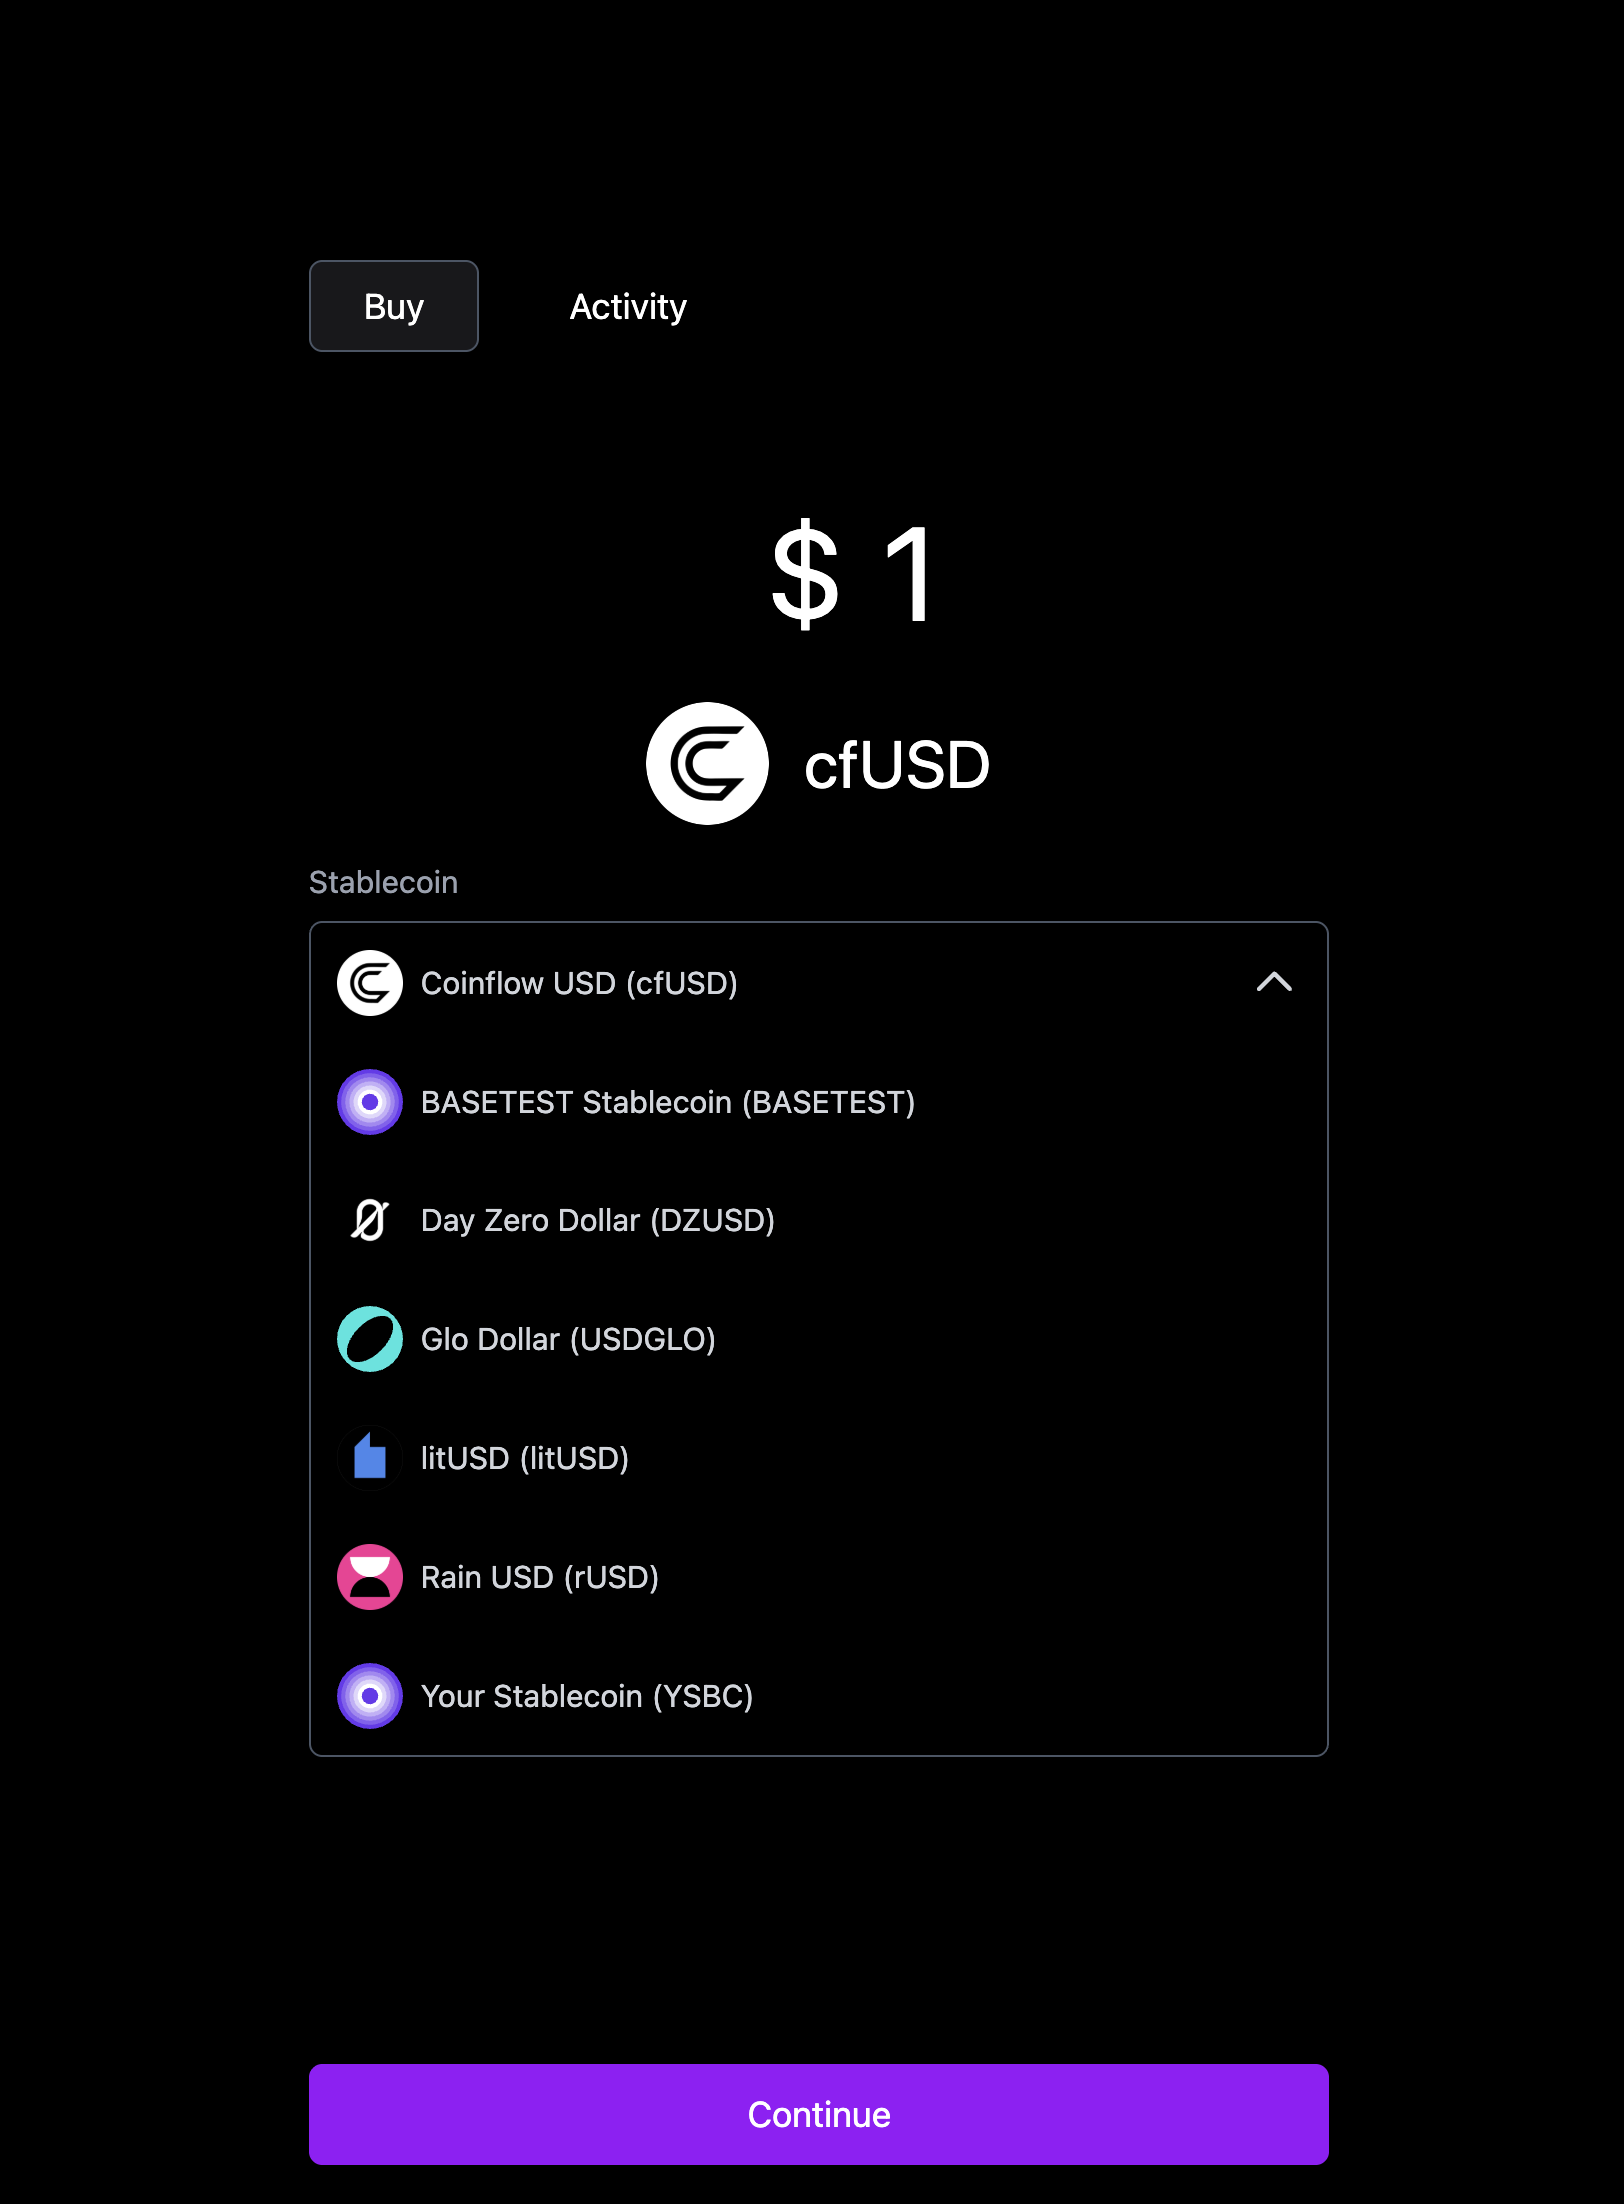 Buy Activity
$ 1
cfUSD
Stablecoin
Coinflow USD (cfUSD)
BASETEST Stablecoin (BASETEST)
Day Zero Dollar (DZUSD)
Glo Dollar (USDGLO)
litUSD (litUSD)
Rain USD (rUSD)
Your Stablecoin (YSBC)
Continue